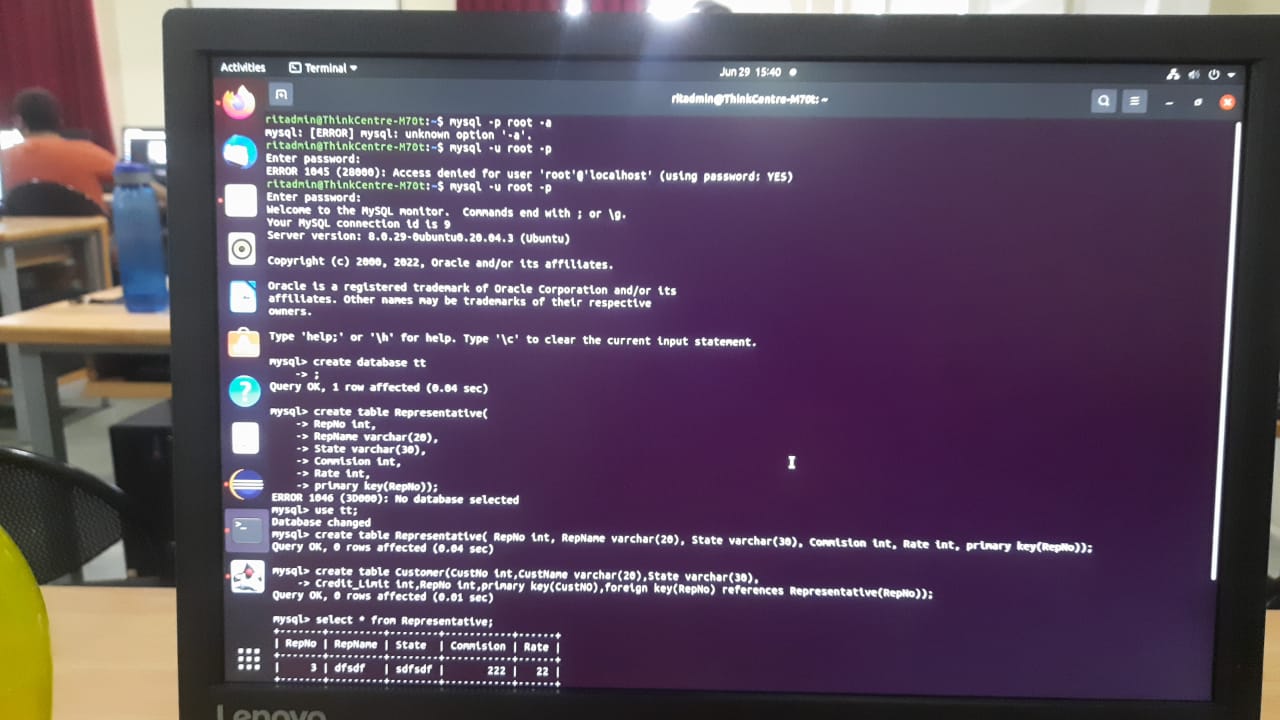 Activities
Terminal
Jun 29 15:40
ritadmin@ThinkCentre-M70t: ~
ritadmin@ThinkCentre-M70t:~$ mysql -p root -a
mysql: [ERROR] mysql: unknown option '-a'.
ritadmin@ThinkCentre-M70t:~$ mysql -u root -p
Enter password:
ERROR 1045 (28000): Access denied for user 'root'@'localhost' (using password: YES)
ritadmin@ThinkCentre-M70t:~$ mysql -u root -p
Enter password:
Welcome to the MySQL monitor.  Commands end with ; or \g.
Your MySQL connection id is 9
Server version: 8.0.29-0ubuntu0.20.04.3 (Ubuntu)
Copyright (c) 2000, 2022, Oracle and/or its affiliates.
Oracle is a registered trademark of Oracle Corporation and/or its
affiliates. Other names may be trademarks of their respective
owners.
Type 'help;' or '\h' for help. Type '\c' to clear the current input statement.
mysql> create database tt
    -> ;
Query OK, 1 row affected (0.04 sec)
mysql> create table Representative(
    -> RepNo int,
    -> RepName varchar(20),
    -> State varchar(30),
    -> Commision int,
    -> Rate int,
    -> primary key(RepNo));
ERROR 1046 (3D000): No database selected
mysql> use tt;
Database changed
mysql> create table Representative( RepNo int, RepName varchar(20), State varchar(30), Commision int, Rate int, primary key(RepNo));
Query OK, 0 rows affected (0.04 sec)
mysql> create table Customer(CustNo int,CustName varchar(20),State varchar(30),
    -> Credit_Limit int,RepNo int,primary key(CustNO),foreign key(RepNo) references Representative(RepNo));
Query OK, 0 rows affected (0.01 sec)
mysql> select * from Representative;
+-------+---------+--------+-----------+------+
| RepNo | RepName | State  | Commision | Rate |
+-------+---------+--------+-----------+------+
|     3 | dfsdf   | sdfsdf |       222 |   22 |
+-------+---------+--------+-----------+------+
Lenovo